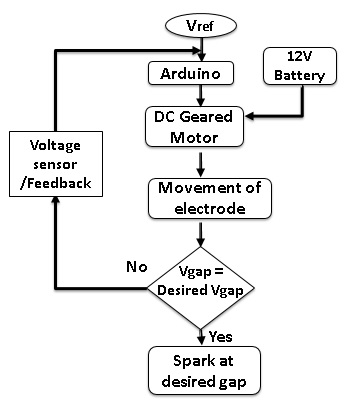 Vref
Arduino
12V
Battery
DC Geared
Motor
Voltage
sensor
/Feedback
Movement of
electrode
No
Vgap =
Desired Vgap
Yes
Spark at
desired gap